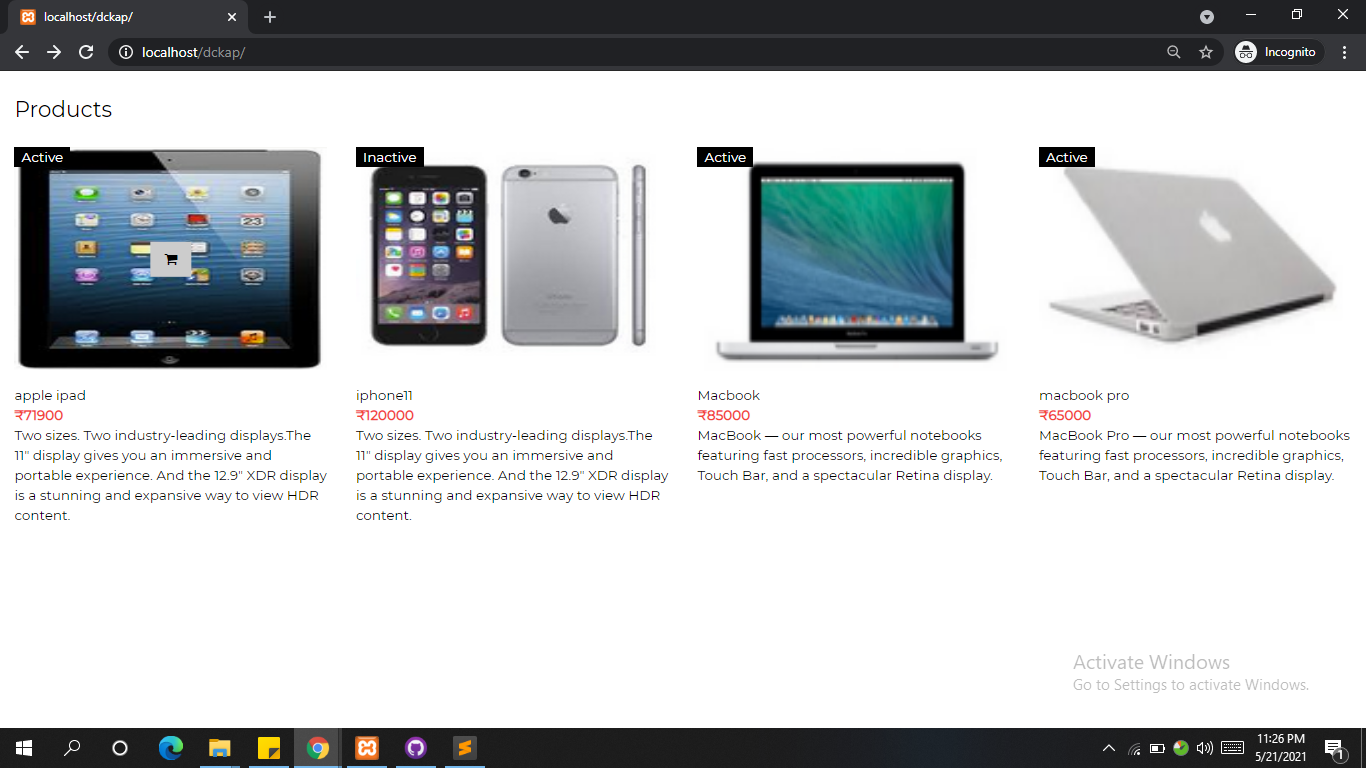 localhost/dckap/
localhost/dckap/
Incognito
Products
Active
Inactive
Active
Active
23
apple ipad
₹71900
Two sizes. Two industry-leading displays.The
11" display gives you an immersive and
portable experience. And the 12.9" XDR display
is a stunning and expansive way to view HDR
content.
iphone11
₹120000
Two sizes. Two industry-leading displays.The
11" display gives you an immersive and
portable experience. And the 12.9" XDR display
is a stunning and expansive way to view HDR
content.
Macbook
₹85000
MacBook — our most powerful notebooks
featuring fast processors, incredible graphics,
Touch Bar, and a spectacular Retina display.
macbook pro
₹65000
MacBook Pro — our most powerful notebooks
featuring fast processors, incredible graphics,
Touch Bar, and a spectacular Retina display.
Activate Windows
Go to Settings to activate Windows.
11:26 PM
5/21/2021
1